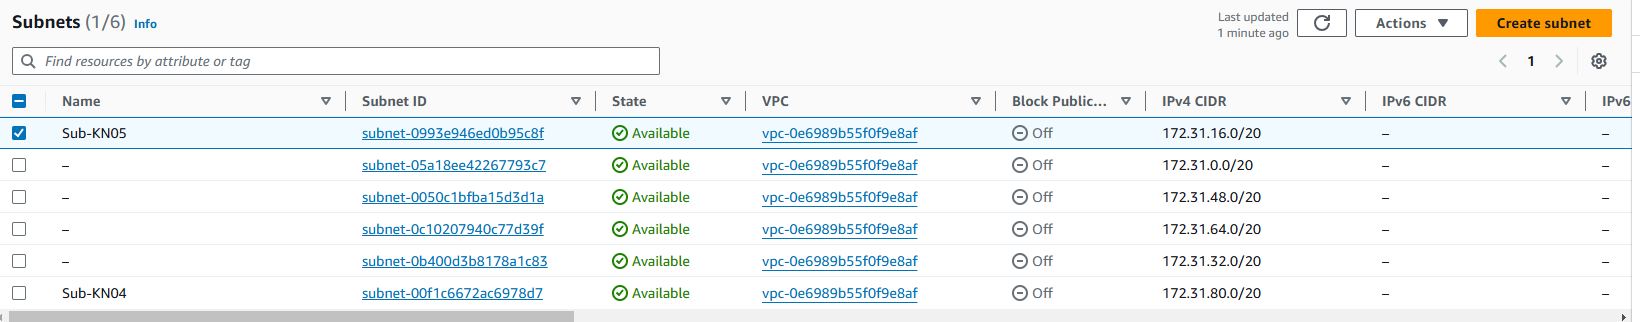 Subnets (1/6) Info
Last updated
1 minute ago
Actions
Create subnet
Find resources by attribute or tag
1
Name Subnet ID State VPC Block Public... IPv4 CIDR IPv6 CIDR IPv6
Sub-KN05 subnet-0993e946ed0b95c8f Available vpc-0e6989b55f0f9e8af Off 172.31.16.0/20 – –
– subnet-05a18ee42267793c7 Available vpc-0e6989b55f0f9e8af Off 172.31.0.0/20 – –
– subnet-0050c1bfba15d3d1a Available vpc-0e6989b55f0f9e8af Off 172.31.48.0/20 – –
– subnet-0c10207940c77d39f Available vpc-0e6989b55f0f9e8af Off 172.31.64.0/20 – –
– subnet-0b400d3b8178a1c83 Available vpc-0e6989b55f0f9e8af Off 172.31.32.0/20 – –
Sub-KN04 subnet-00f1c6672ac6978d7 Available vpc-0e6989b55f0f9e8af Off 172.31.80.0/20 – –